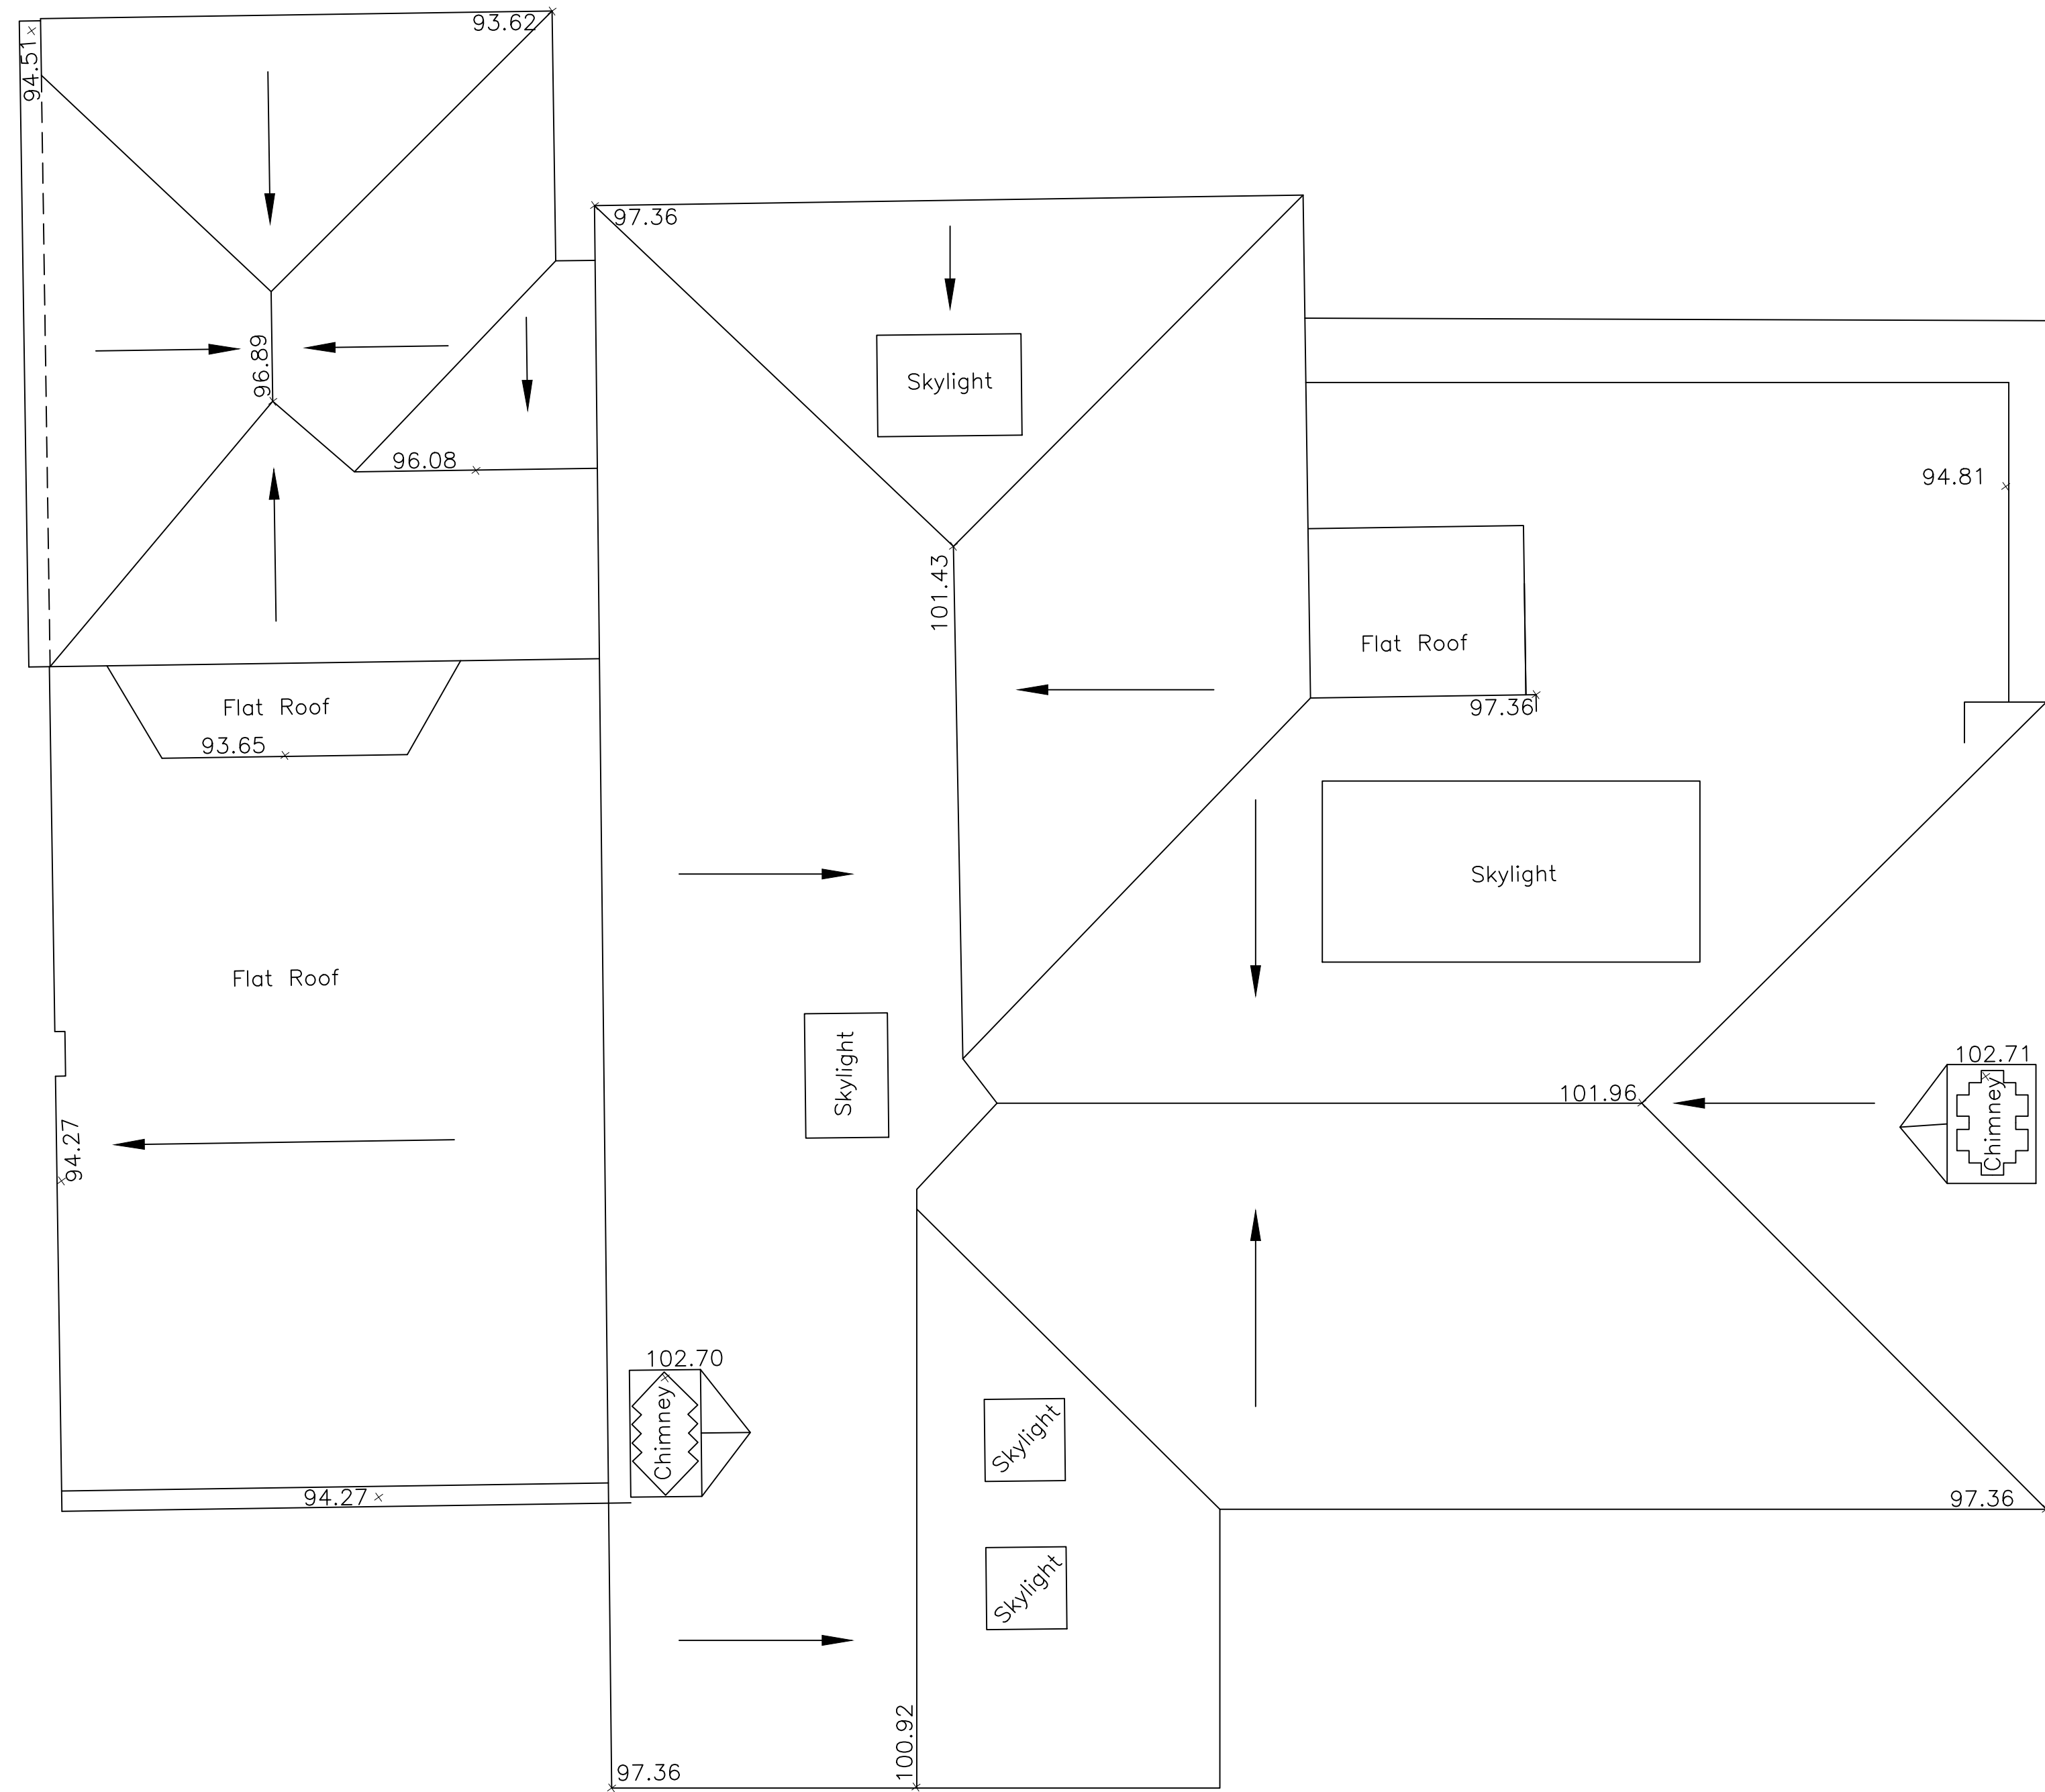 93.62
94.51
97.36
96.89
Skylight
96.08
94.81
101.43
Flat Roof
97.36
Flat Roof
93.65
Skylight
Flat Roof
Skylight
101.96
102.71
Chimney
94.27
102.70
Chimney
Skylight
94.27
97.36
Skylight
100.92
97.36